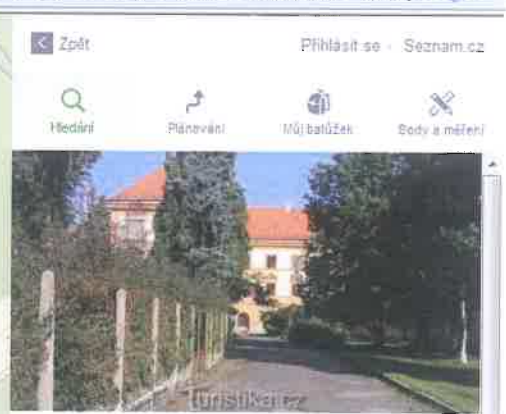 Zpět
Přihlásit se · Seznam.cz
Hledání
Plánování
Můj batůžek
Body a měření
turistika.cz